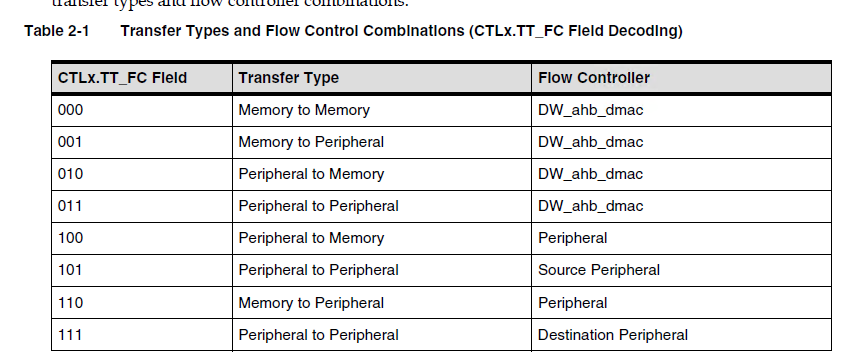 transfer types and flow controller combinations.
Table 2-1 Transfer Types and Flow Control Combinations (CTLx.TT_FC Field Decoding)
CTLx.TT_FC Field Transfer Type Flow Controller
000 Memory to Memory DW_ahb_dmac
001 Memory to Peripheral DW_ahb_dmac
010 Peripheral to Memory DW_ahb_dmac
011 Peripheral to Peripheral DW_ahb_dmac
100 Peripheral to Memory Peripheral
101 Peripheral to Peripheral Source Peripheral
110 Memory to Peripheral Peripheral
111 Peripheral to Peripheral Destination Peripheral